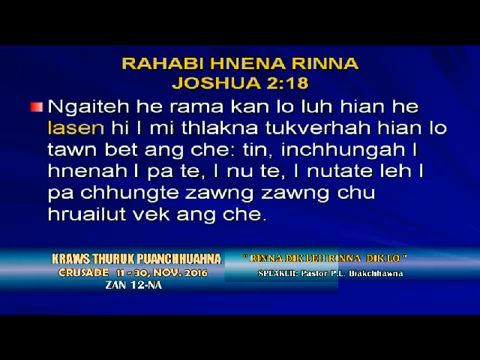 RAHABI HNENA RINNA
JOSHUA 2:18
Ngaiteh he rama kan lo luh hian he
lasen hi I mi thlakna tukverhah hian lo
tawn bet ang che: tin, inchhungah I
hnenah I pa te, I nu te, I nutate leh I
pa chhungte zawng zawng chu
hruailut vek ang che.
KRAWS THURUK PUANCHHUAHNA
CRUSADE 11 - 30, NOV. 2016
ZAN 12-NA
" RINNA DIK LEH RINNA DIK LO "
SPEAKER: Pastor P.L. Biakchhawna